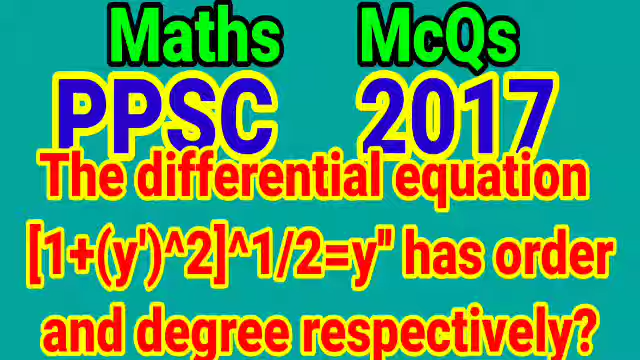 Maths McQs
PPSC 2017
The differential equation
[1+(y')^2]^1/2=y" has order
and degree respectively?